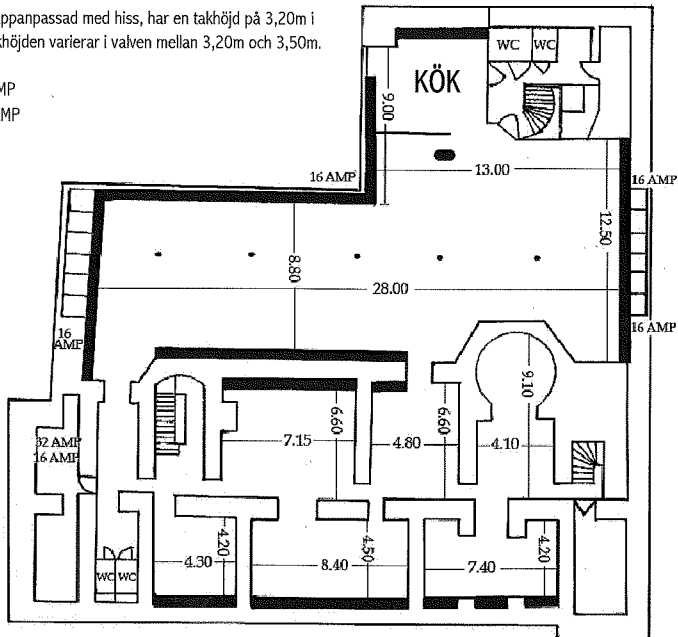 ppanpassad med hiss, har en takhöjd på 3,20m i
khöjden varierar i valven mellan 3,20m och 3,50m.
MP
MP
WC WC
KÖK
9.00
16 AMP
13.00
16 AMP
12.50
8.80
28.00
16
AMP
16 AMP
9.10
6.60
6.60
7.15
4.80
4.10
32 AMP
16 AMP
4.20
4.50
4.20
4.30
8.40
7.40
WC WC